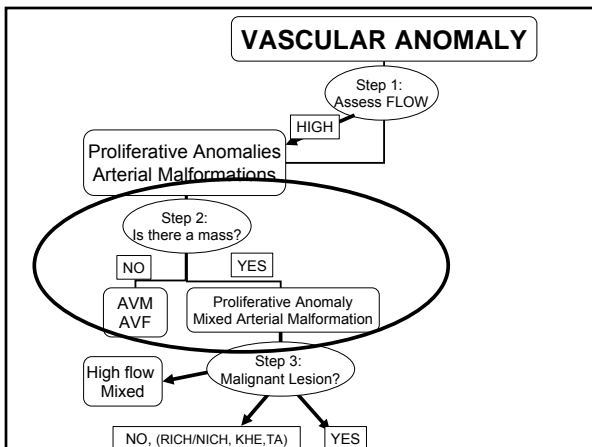 VASCULAR ANOMALY
Step 1:
Assess FLOW
HIGH
Proliferative Anomalies
Arterial Malformations
Step 2:
Is there a mass?
NO
YES
AVM
AVF
Proliferative Anomaly
Mixed Arterial Malformation
Step 3:
Malignant Lesion?
High flow
Mixed
NO, (RICH/NICH, KHE,TA)
YES